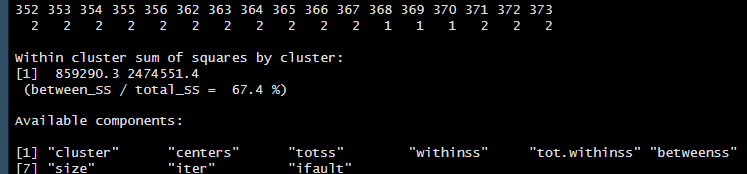 352 353 354 355 356 362 363 364 365 366 367 368 369 370 371 372 373
2 2 2 2 2 2 2 2 2 2 2 1 1 1 2 2 2
Within cluster sum of squares by cluster:
[1] 859290.3 2474551.4
(between_SS / total_SS = 67.4 %)
Available components:
[1] "cluster" "centers" "totss" "withinss" "tot.withinss" "betweenss"
[7] "size" "iter" "ifault"